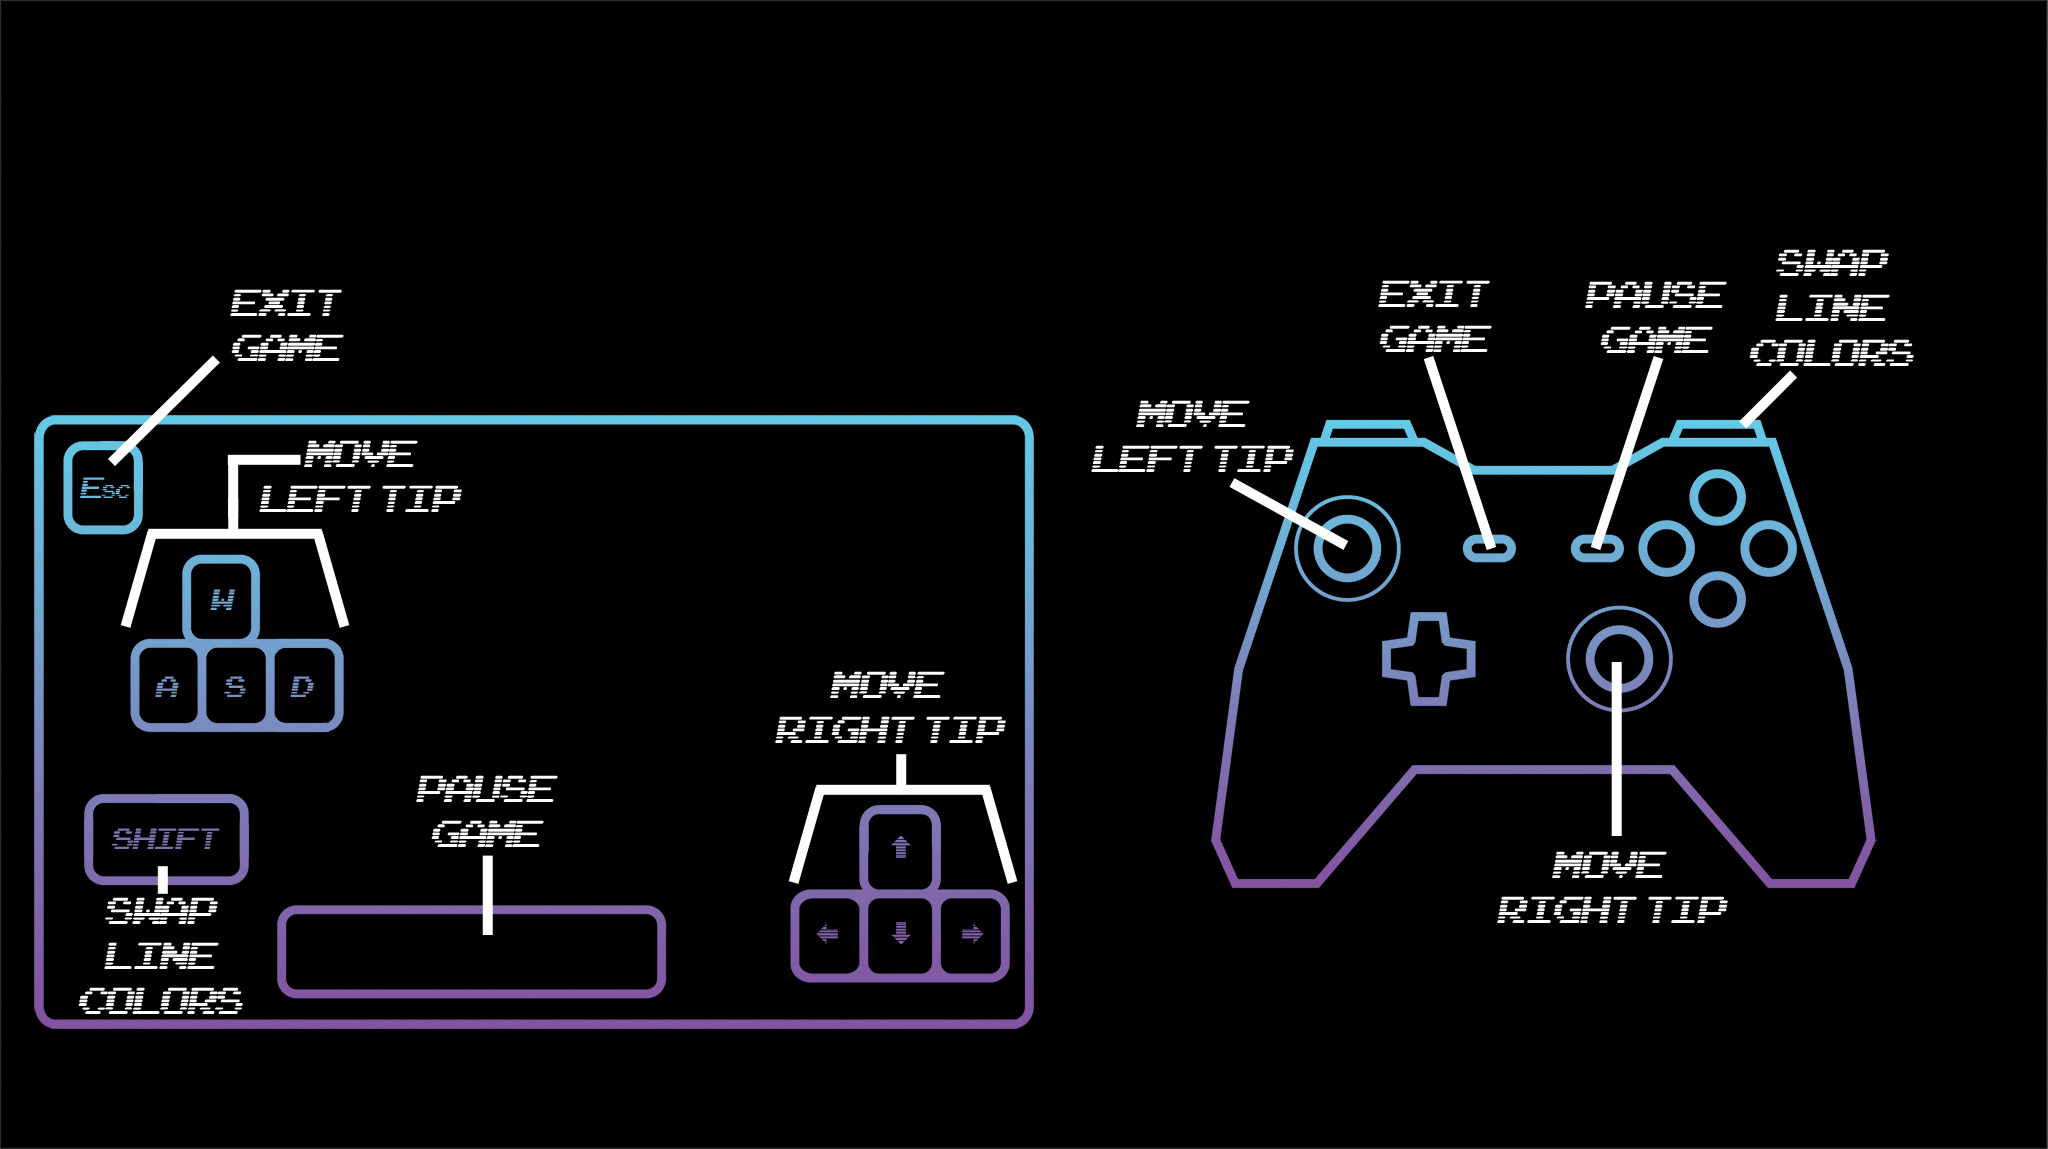 EXIT
GAME
Esc
MOVE
LEFT TIP
W
A S D
SHIFT
SWAP
LINE
COLORS
PAUSE
GAME
MOVE
RIGHT TIP
↑
← ↓ →
MOVE
LEFT TIP
EXIT
GAME
PAUSE
GAME
SWAP
LINE
COLORS
MOVE
RIGHT TIP